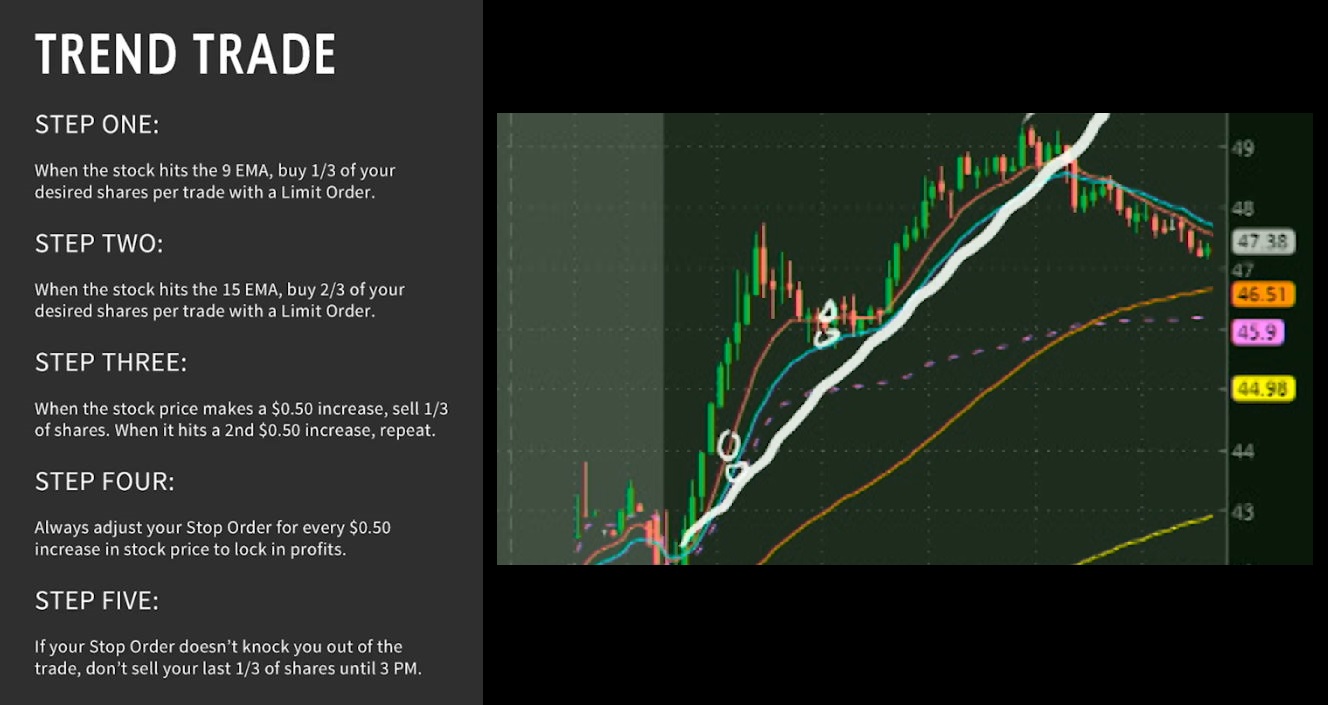 TREND TRADE
STEP ONE:
When the stock hits the 9 EMA, buy 1/3 of your
desired shares per trade with a Limit Order.
STEP TWO:
When the stock hits the 15 EMA, buy 2/3 of your
desired shares per trade with a Limit Order.
STEP THREE:
When the stock price makes a $0.50 increase, sell 1/3
of shares. When it hits a 2nd $0.50 increase, repeat.
STEP FOUR:
Always adjust your Stop Order for every $0.50
increase in stock price to lock in profits.
STEP FIVE:
If your Stop Order doesn’t knock you out of the
trade, don’t sell your last 1/3 of shares until 3 PM.
49
48
47.38
47
46.51
45.9
44.98
44
43